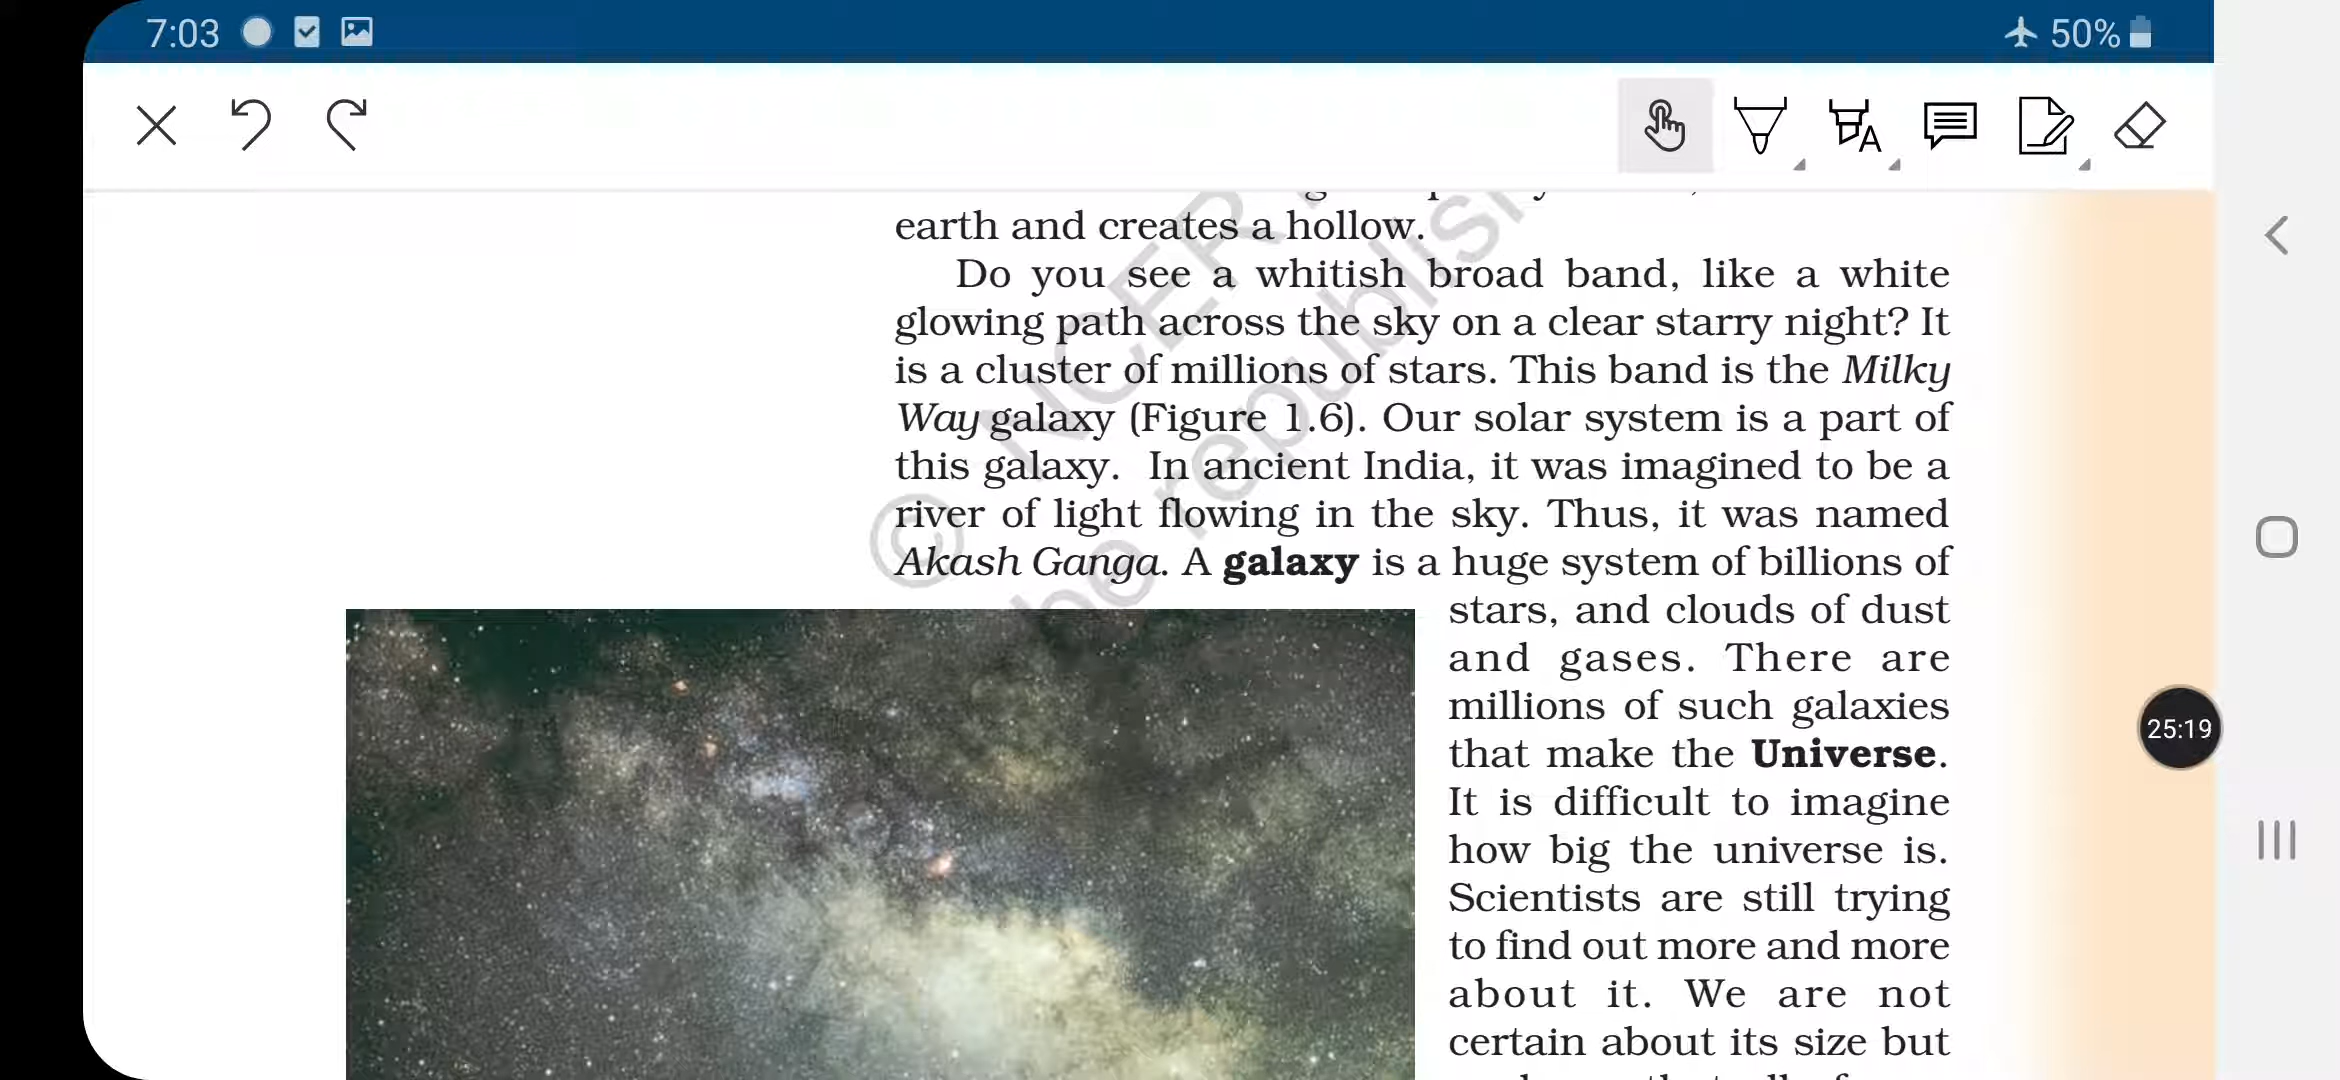 7:03
50%
earth and creates a hollow.
Do you see a whitish broad band, like a white
glowing path across the sky on a clear starry night? It
is a cluster of millions of stars. This band is the Milky
Way galaxy (Figure 1.6). Our solar system is a part of
this galaxy. In ancient India, it was imagined to be a
river of light flowing in the sky. Thus, it was named
Akash Ganga. A galaxy is a huge system of billions of
stars, and clouds of dust
and gases. There are
millions of such galaxies
that make the Universe.
It is difficult to imagine
how big the universe is.
Scientists are still trying
to find out more and more
about it. We are not
certain about its size but
© NCERT
be republish
25:19